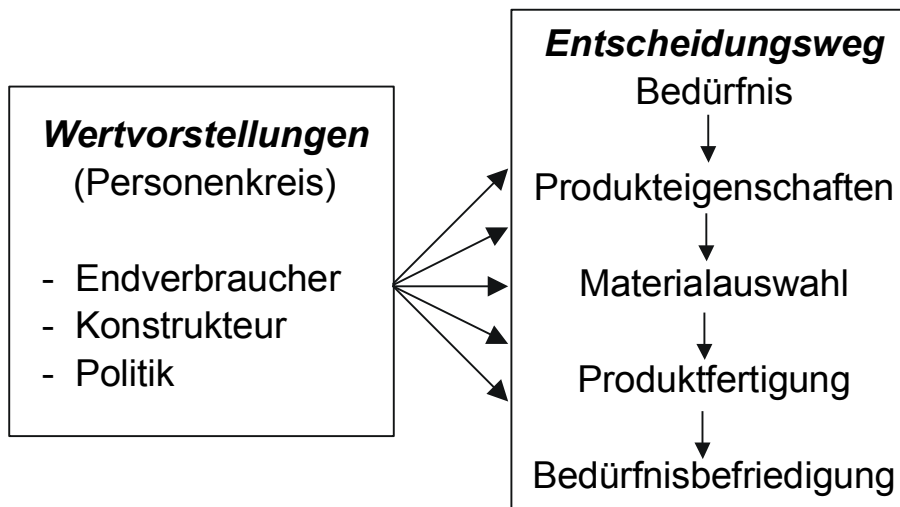 Wertvorstellungen
(Personenkreis)
- Endverbraucher
- Konstrukteur
- Politik
Entscheidungsweg
Bedürfnis
Produkteigenschaften
Materialauswahl
Produktfertigung
Bedürfnisbefriedigung